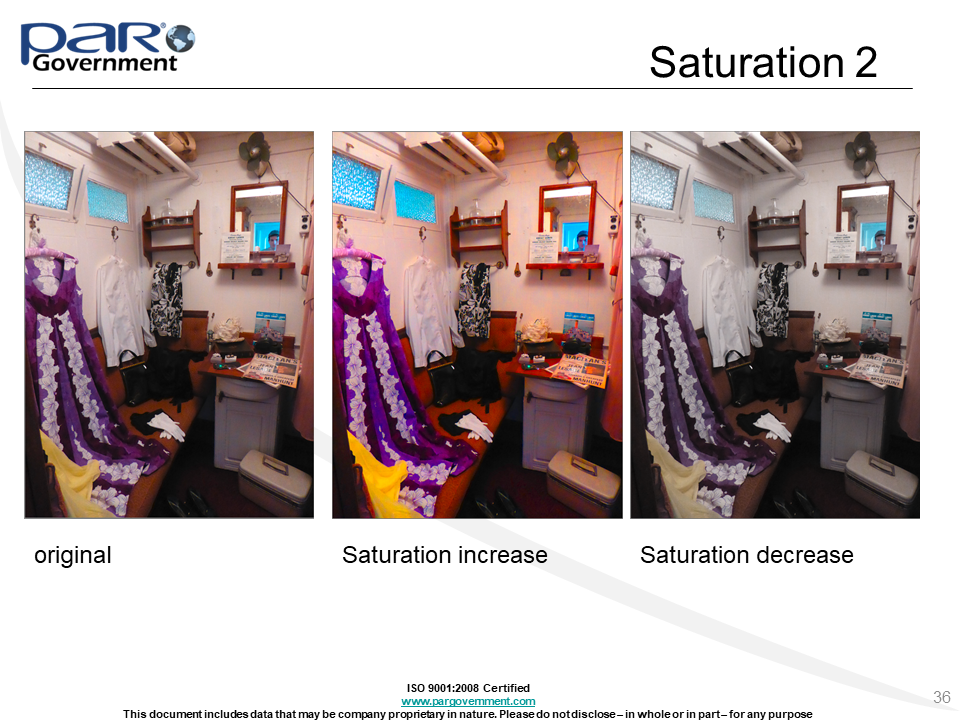 PAR®
Government
Saturation 2
MACLEAN'S
MANHUNT
original
Saturation increase
Saturation decrease
ISO 9001:2008 Certified
www.pargovernment.com
This document includes data that may be company proprietary in nature. Please do not disclose – in whole or in part – for any purpose
36